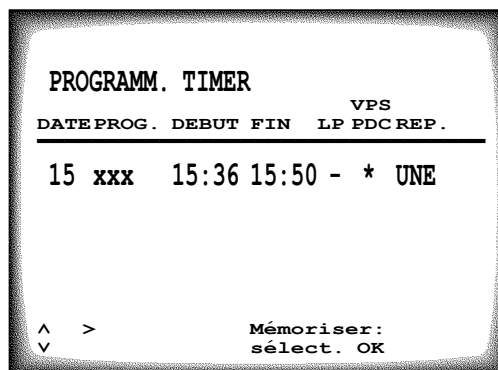 PROGRAMM. TIMER
VPS
DATE PROG. DEBUT FIN LP PDC REP.
15 xxx 15:36 15:50 - * UNE
^ > Mémoriser:
v sélect. OK